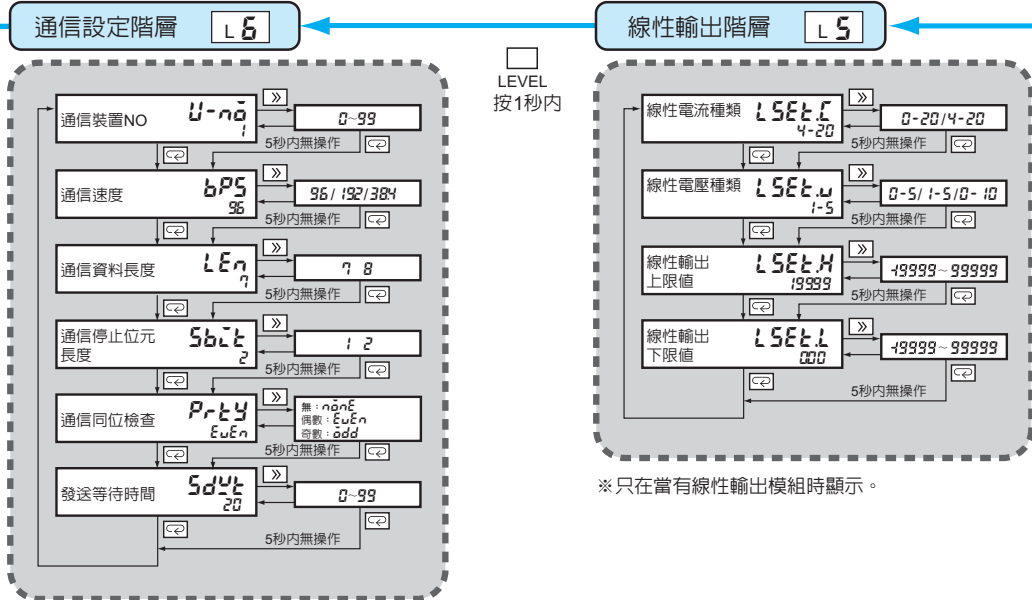 通信設定階層 L 6
通信裝置NO U-no
1
0~99
5秒内無操作
通信速度 bPS
96
96/192/384
5秒内無操作
通信資料長度 LEn
7
7 8
5秒内無操作
通信停止位元
長度
Sbit
2
1 2
5秒内無操作
通信同位檢查 PrtY
EvEn
無：nonE
偶數：EvEn
奇數：odd
5秒内無操作
發送等待時間 SdWt
20
0~99
5秒内無操作
LEVEL
按1秒内
線性輸出階層 L 5
線性電流種類 LSEt.C
4-20
0-20/4-20
5秒内無操作
線性電壓種類 LSEt.v
1-5
0-5/1-5/0-10
5秒内無操作
線性輸出
上限值
LSEt.H
19999
-19999~99999
5秒内無操作
線性輸出
下限值
LSEt.L
000
-19999~99999
5秒内無操作
※只在當有線性輸出模組時顯示。